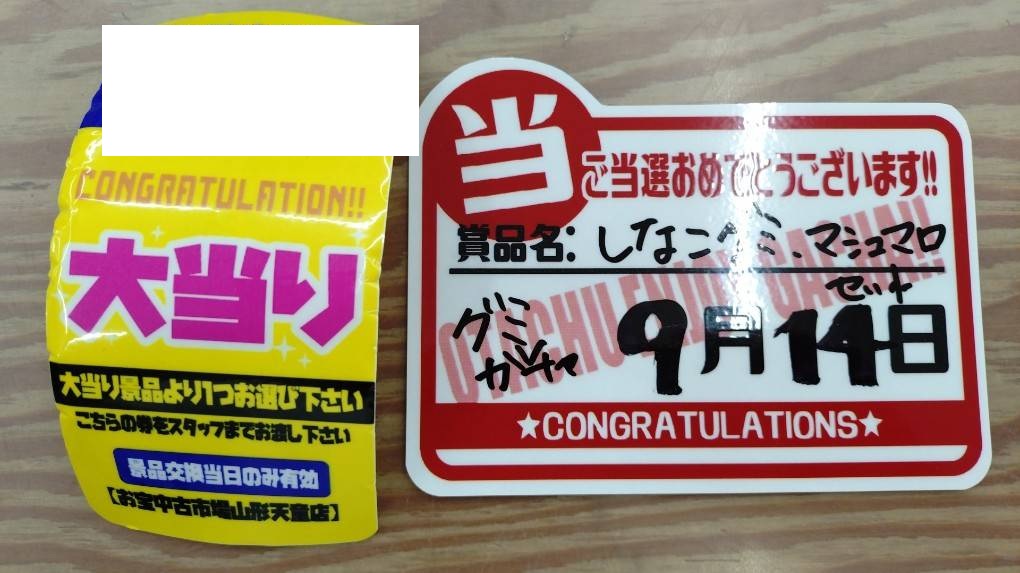 CONGRATULATION!!
大当り
大当り景品より1つお選び下さい
こちらの券をスタッフまでお渡し下さい
景品交換当日のみ有効
【お宝中古市場山形天童店】
当
ご当選おめでとうございます!!
賞品名:しなこグミ、マシュマロ
セット
グミ
ガチャ
9月14日
★CONGRATULATIONS★